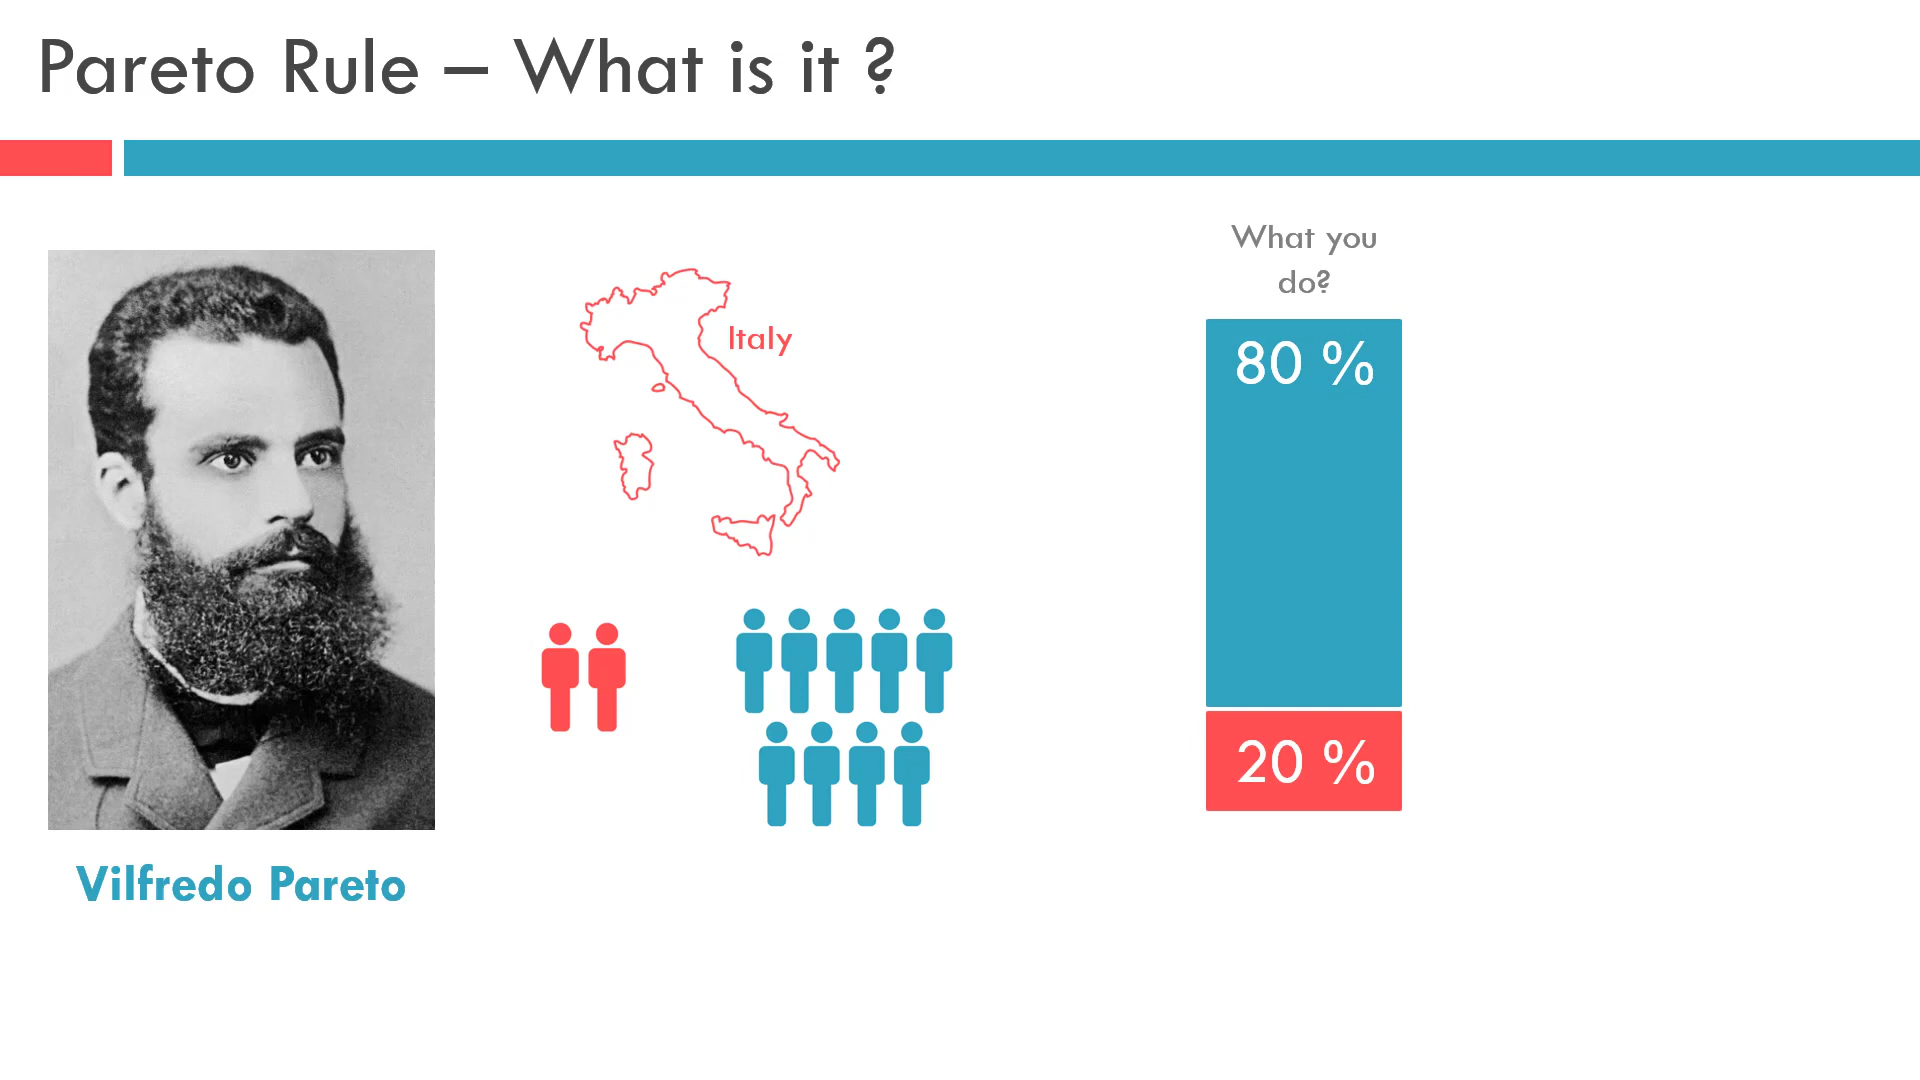 Pareto Rule – What is it ?
Italy
What you
do?
80 %
20 %
Vilfredo Pareto